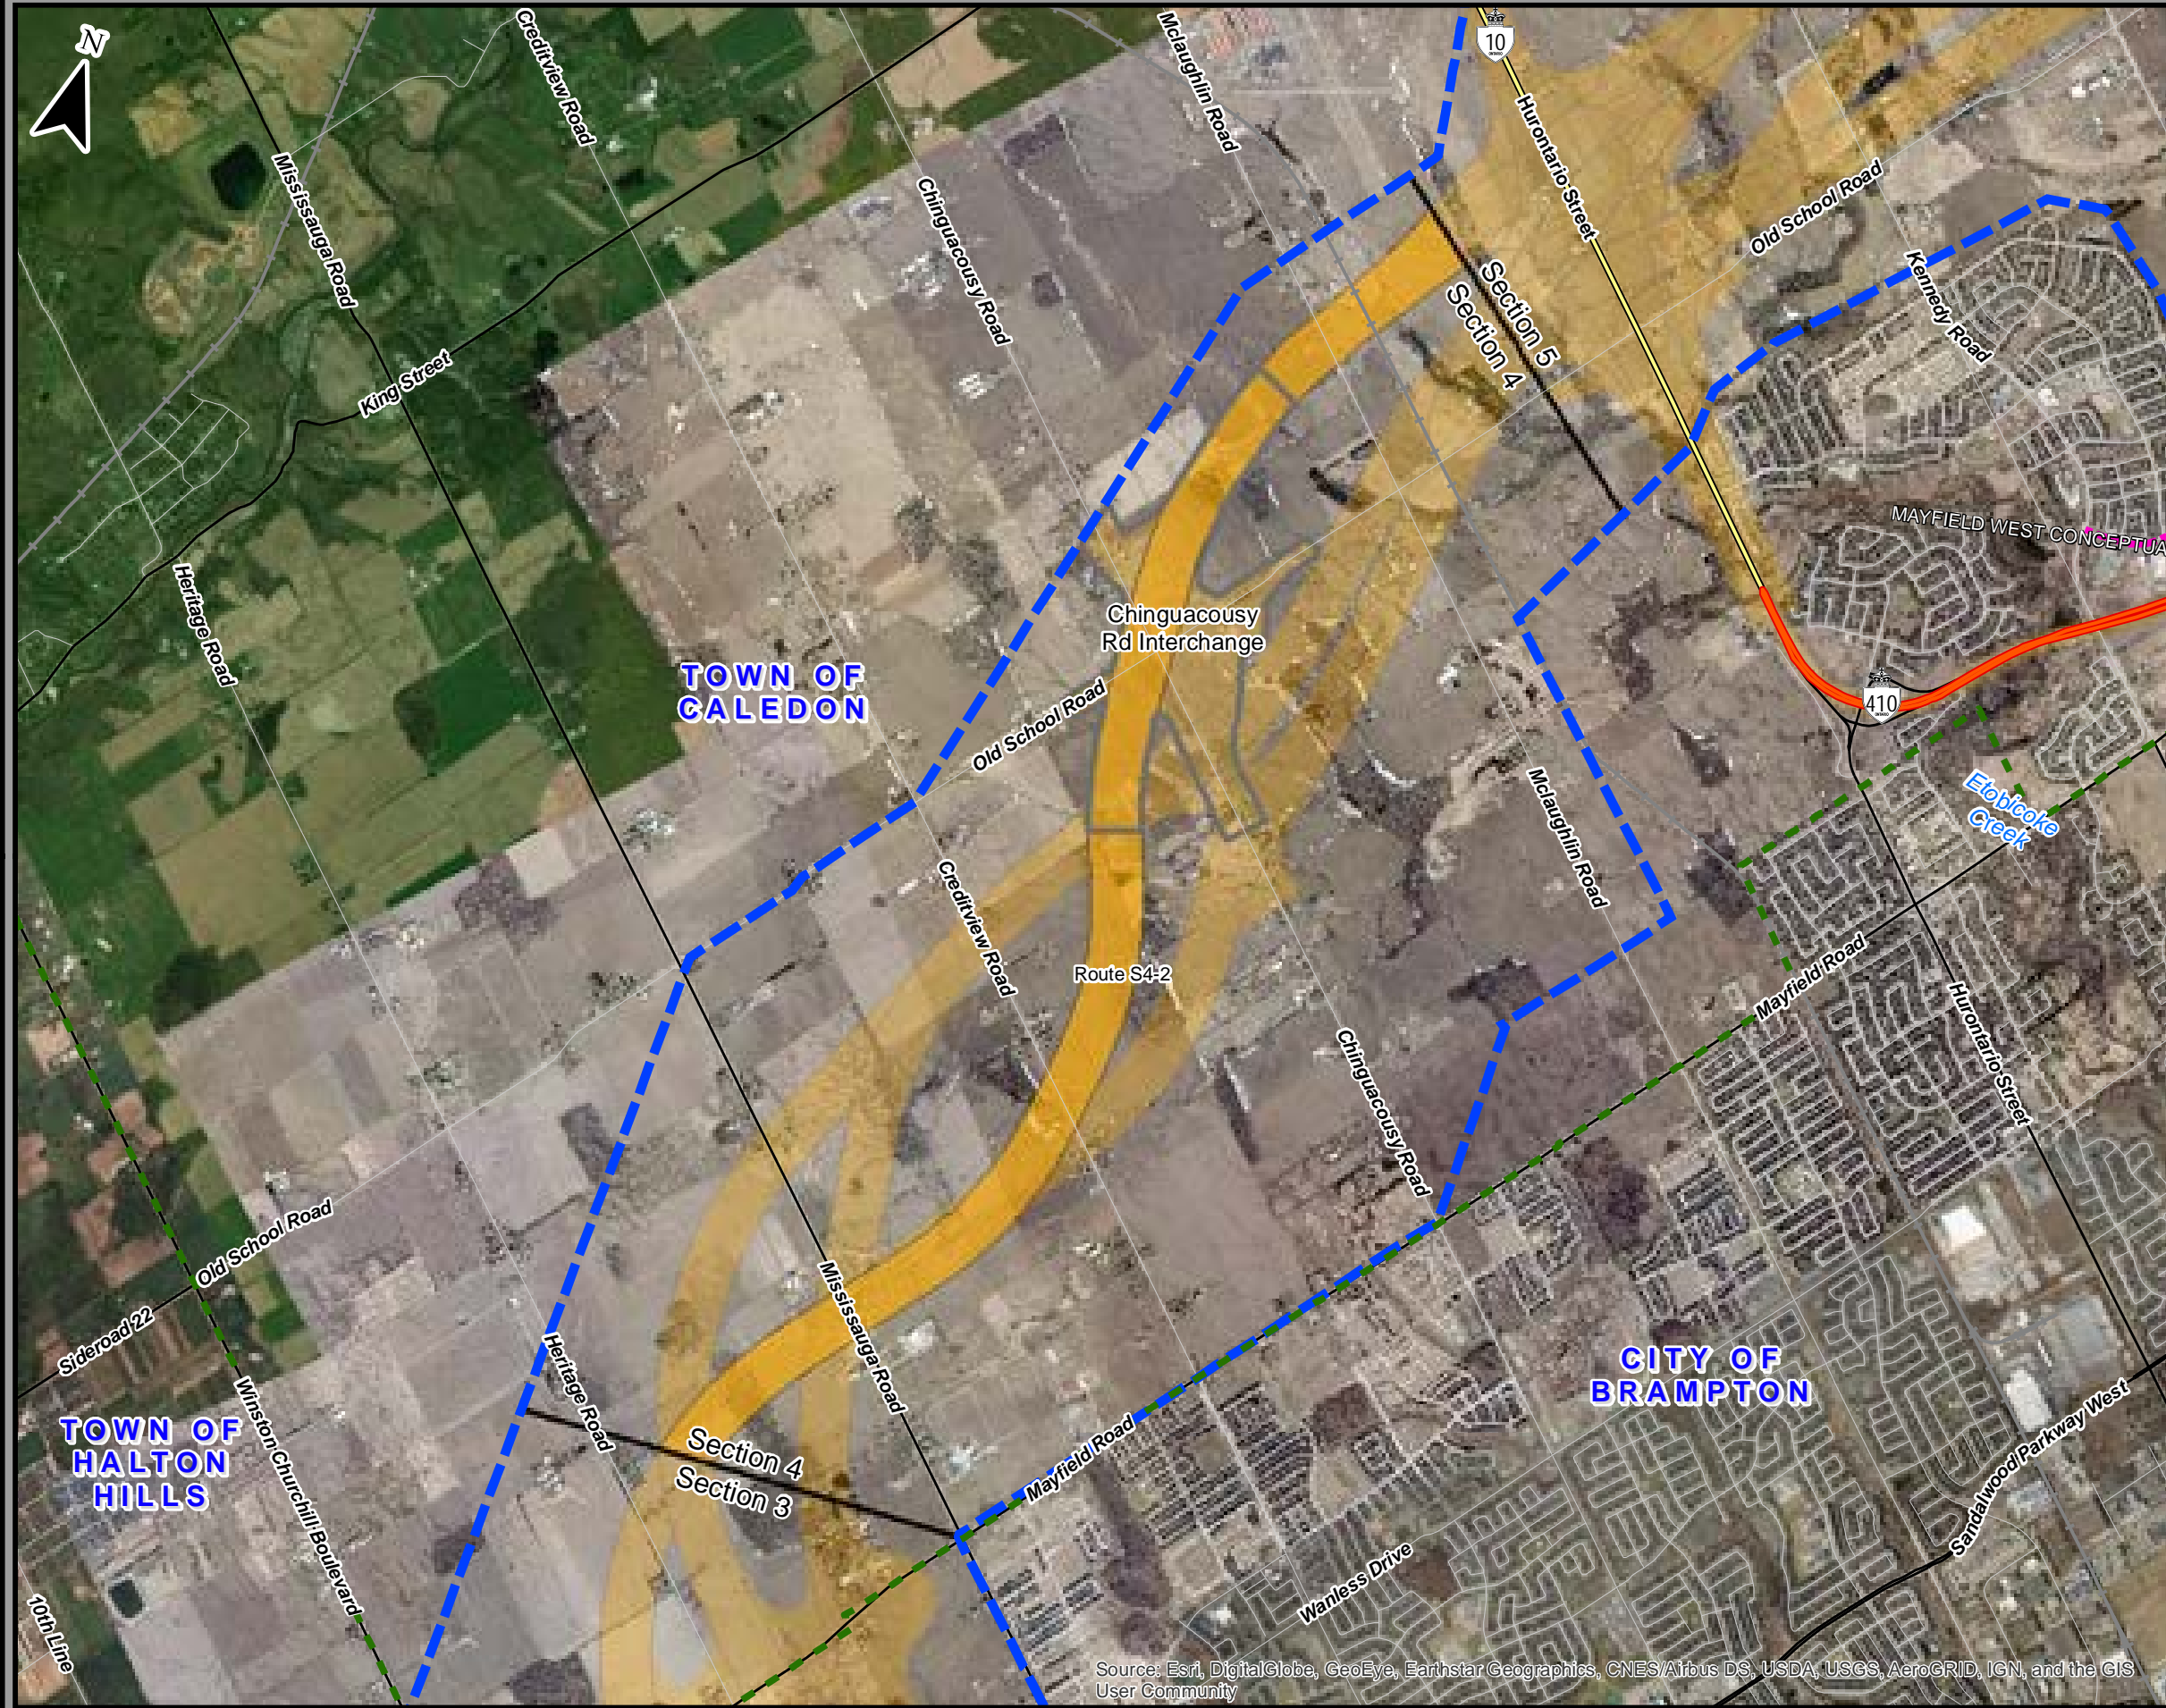 N
Creditview Road
Mclaughlin Road
10
ONTARIO
Hurontario Street
Mississauga Road
Chinguacousy Road
Old School Road
Kennedy Road
Section 5
Section 4
King Street
MAYFIELD WEST CONCEPTUA
Heritage Road
Chinguacousy
Rd Interchange
TOWN OF
CALEDON
Old School Road
410
ONTARIO
Etobicoke
Creek
Mclaughlin Road
Creditview Road
Route S4-2
Mayfield Road
Hurontario Street
Chinguacousy Road
Old School Road
Sideroad 22
Mississauga Road
Heritage Road
CITY OF
BRAMPTON
Winston Churchill Boulevard
TOWN OF
HALTON
HILLS
Section 4
Section 3
Mayfield Road
Sandalwood Parkway West
Wanless Drive
10th Line
Source: Esri, DigitalGlobe, GeoEye, Earthstar Geographics, CNES/Airbus DS, USDA, USGS, AeroGRID, IGN, and the GIS
User Community